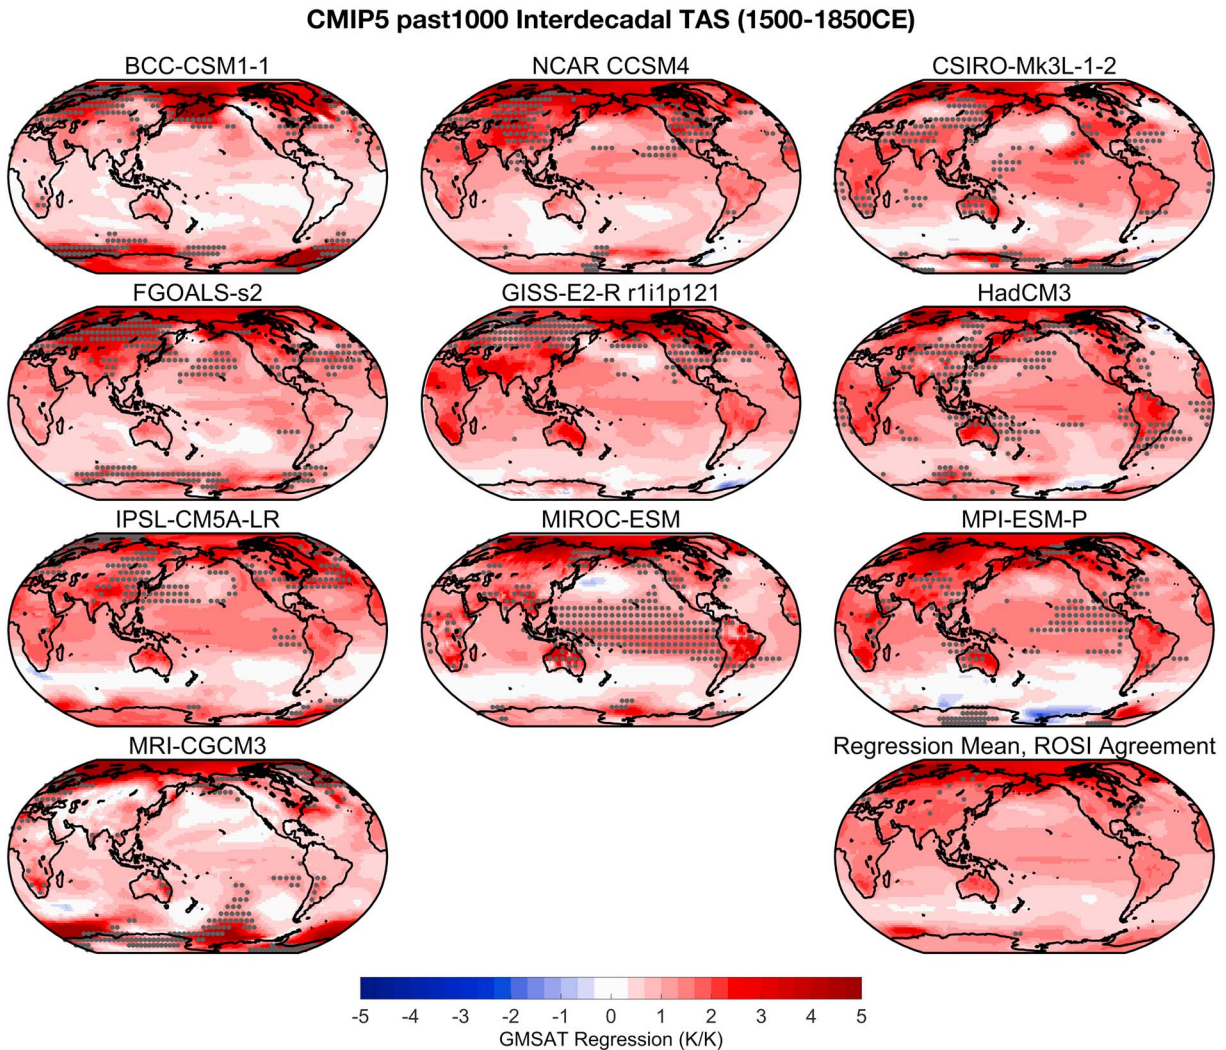 CMIP5 past1000 Interdecadal TAS (1500-1850CE)
BCC-CSM1-1
NCAR CCSM4
CSIRO-Mk3L-1-2
FGOALS-s2
GISS-E2-R r1i1p121
HadCM3
IPSL-CM5A-LR
MIROC-ESM
MPI-ESM-P
MRI-CGCM3
Regression Mean, ROSI Agreement
-5 -4 -3 -2 -1 0 1 2 3 4 5
GMSAT Regression (K/K)